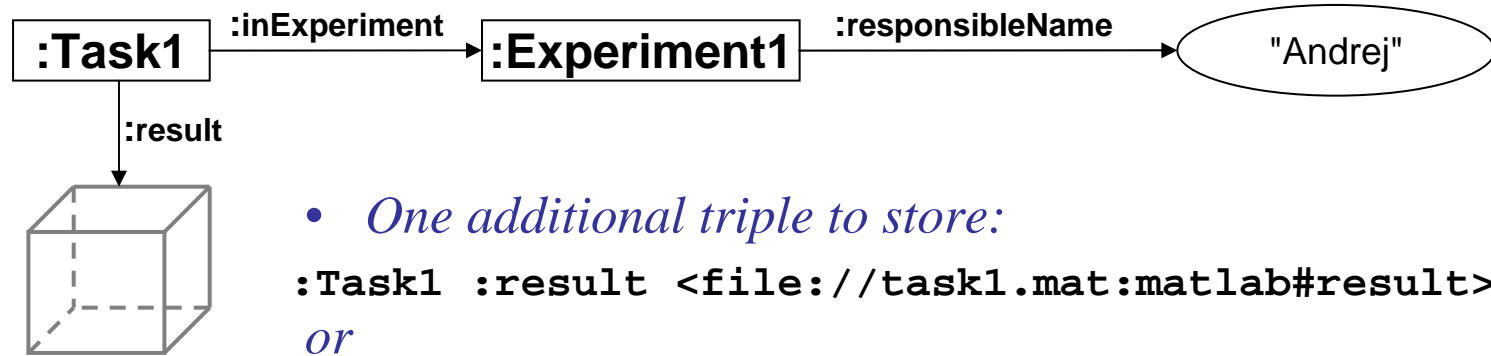 :Task1 :inExperiment :Experiment1 :responsibleName "Andrej"
:result
• One additional triple to store:
:Task1 :result <file://task1.mat:matlab#result>
or